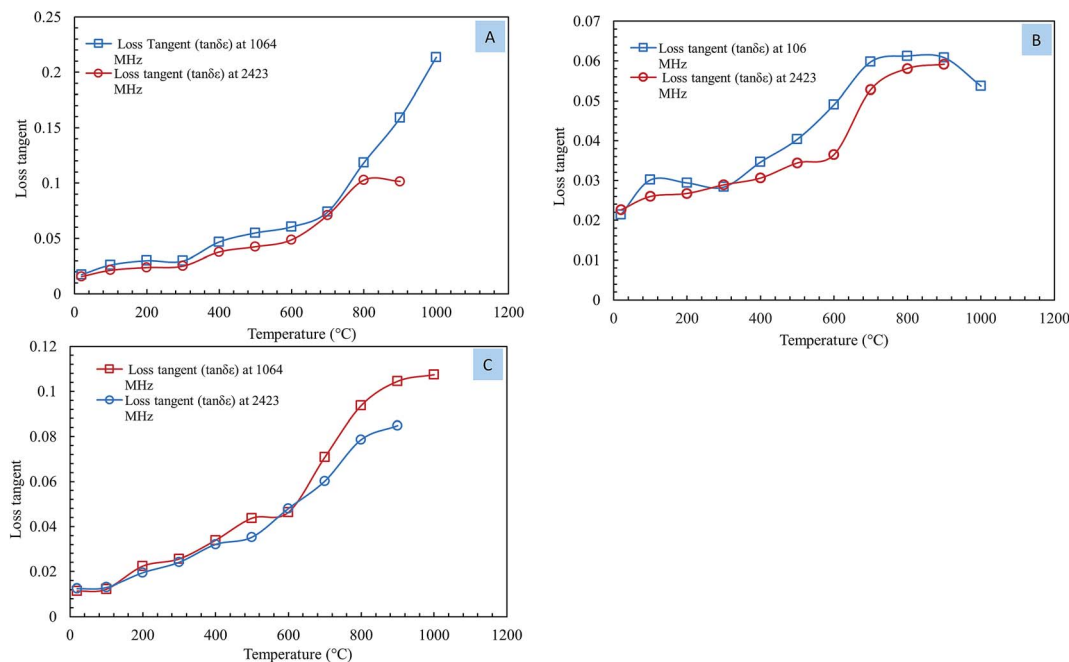 A
Loss Tangent (tanδε) at 1064
MHz
Loss tangent (tanδε) at 2423
MHz
Loss tangent
0.25
0.2
0.15
0.1
0.05
0
0 200 400 600 800 1000 1200
Temperature (°C)
B
Loss tangent (tanδε) at 106
MHz
Loss tangent (tanδε) at 2423
MHz
Loss tangent
0.07
0.06
0.05
0.04
0.03
0.02
0.01
0
0 200 400 600 800 1000 1200
Temperature (°C)
C
Loss tangent (tanδε) at 1064
MHz
Loss tangent (tanδε) at 2423
MHz
Loss tangent
0.12
0.1
0.08
0.06
0.04
0.02
0
0 200 400 600 800 1000 1200
Temperature (°C)